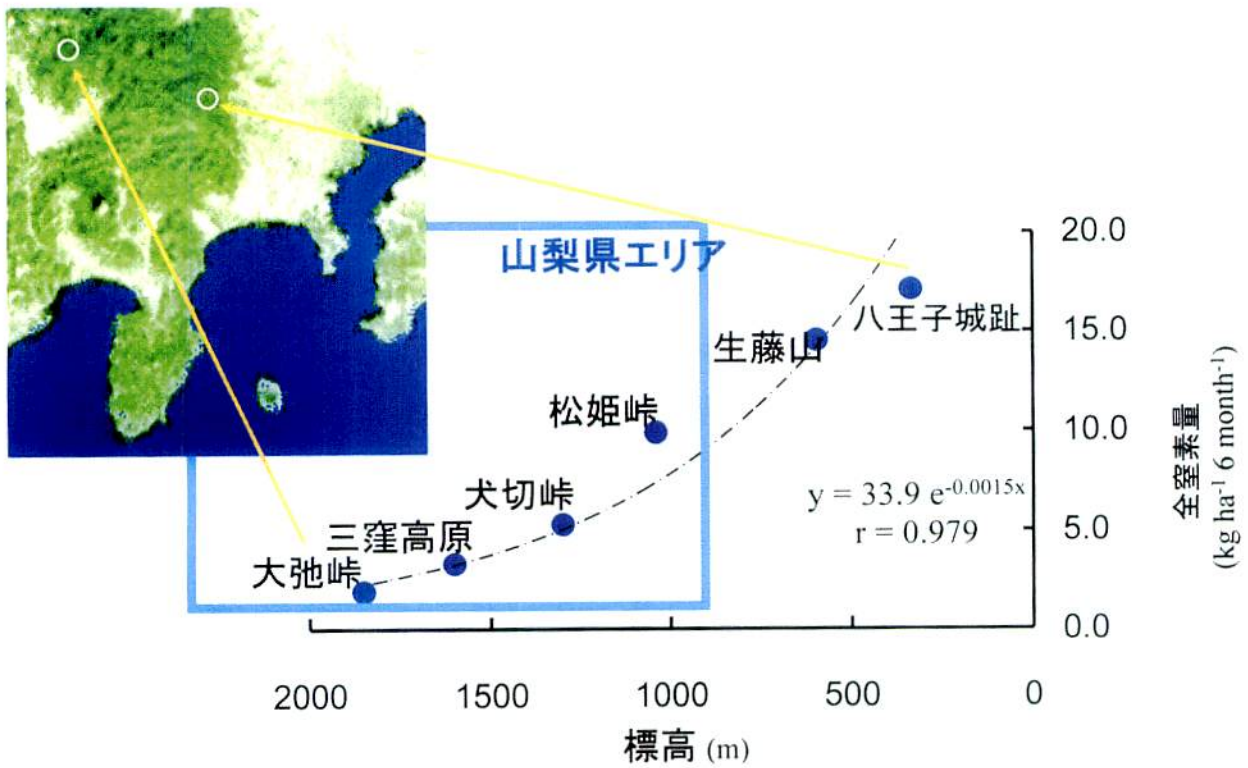 山梨県エリア
八王子城趾
生藤山
松姫峠
犬切峠
三窪高原
大弛峠
y = 33.9 e^-0.0015x
r = 0.979
20.0
15.0
10.0
5.0
0.0
全窒素量
(kg ha⁻¹ 6 month⁻¹)
2000 1500 1000 500 0
標高 (m)